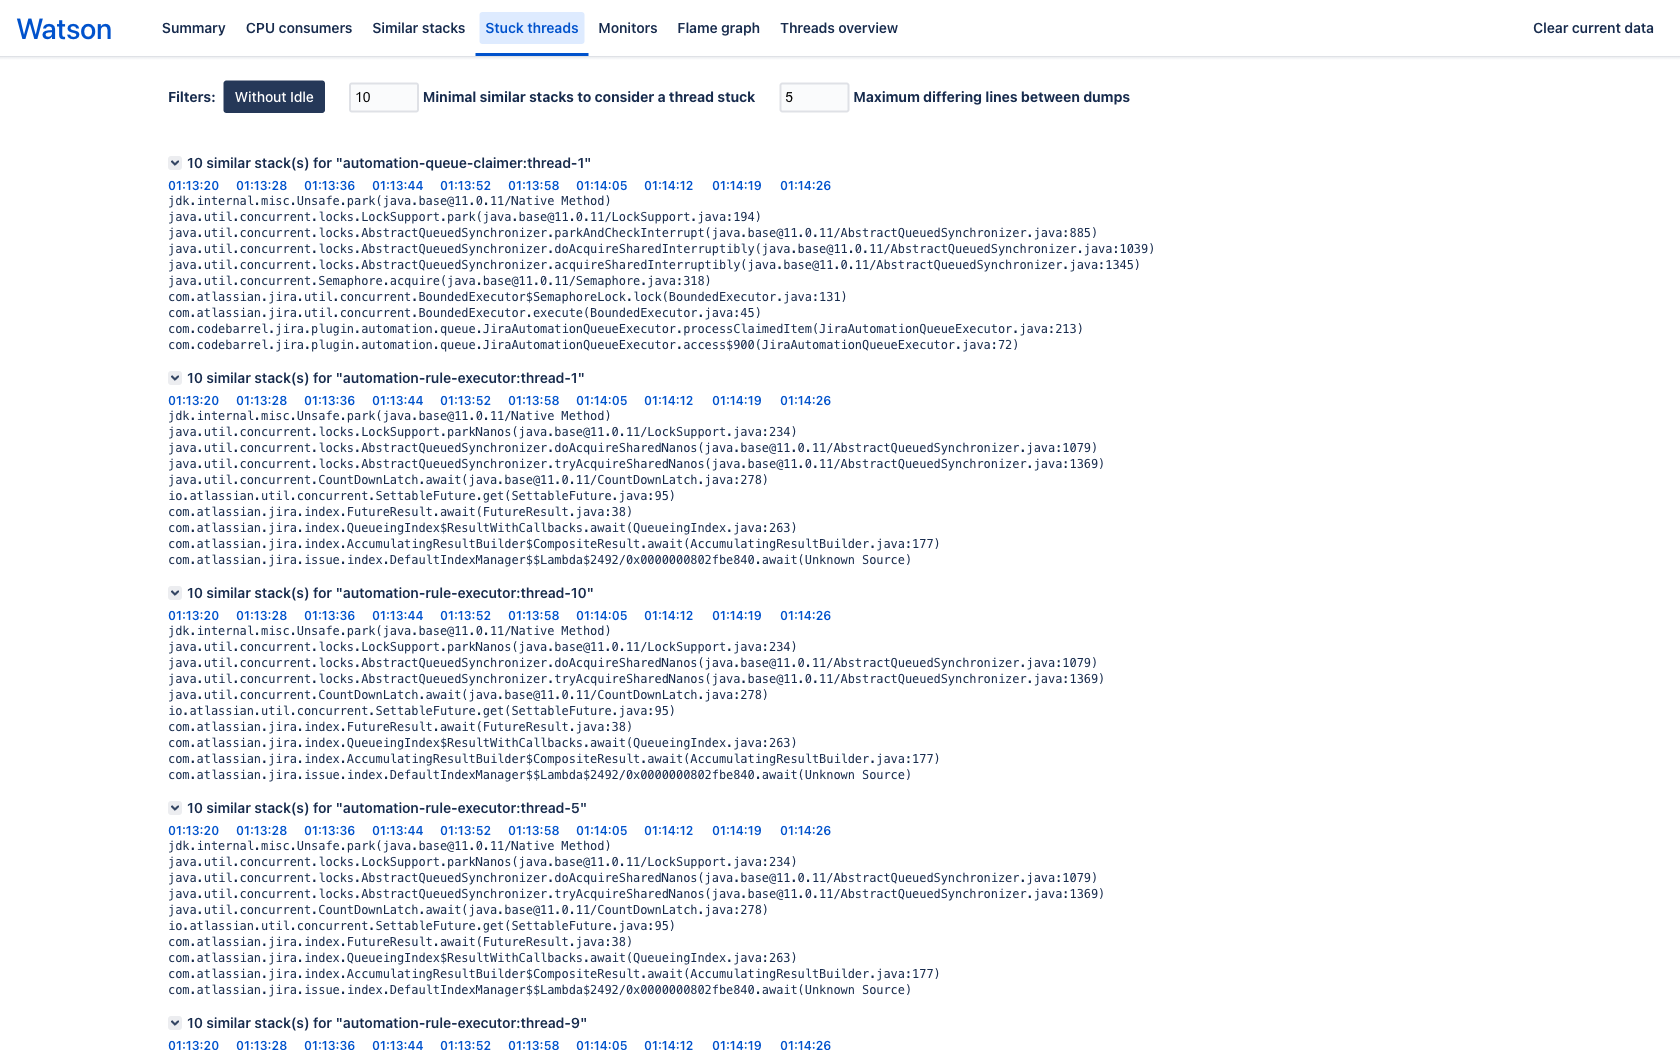 Watson Summary CPU consumers Similar stacks Stuck threads Monitors Flame graph Threads overview Clear current data
Filters: Without Idle 10 Minimal similar stacks to consider a thread stuck 5 Maximum differing lines between dumps
10 similar stack(s) for "automation-queue-claimer:thread-1"
01:13:20 01:13:28 01:13:36 01:13:44 01:13:52 01:13:58 01:14:05 01:14:12 01:14:19 01:14:26
jdk.internal.misc.Unsafe.park(java.base@11.0.11/Native Method)
java.util.concurrent.locks.LockSupport.park(java.base@11.0.11/LockSupport.java:194)
java.util.concurrent.locks.AbstractQueuedSynchronizer.parkAndCheckInterrupt(java.base@11.0.11/AbstractQueuedSynchronizer.java:885)
java.util.concurrent.locks.AbstractQueuedSynchronizer.doAcquireSharedInterruptibly(java.base@11.0.11/AbstractQueuedSynchronizer.java:1039)
java.util.concurrent.locks.AbstractQueuedSynchronizer.acquireSharedInterruptibly(java.base@11.0.11/AbstractQueuedSynchronizer.java:1345)
java.util.concurrent.Semaphore.acquire(java.base@11.0.11/Semaphore.java:318)
com.atlassian.jira.util.concurrent.BoundedExecutor$SemaphoreLock.lock(BoundedExecutor.java:131)
com.atlassian.jira.util.concurrent.BoundedExecutor.execute(BoundedExecutor.java:45)
com.codebarrel.jira.plugin.automation.queue.JiraAutomationQueueExecutor.processClaimedItem(JiraAutomationQueueExecutor.java:213)
com.codebarrel.jira.plugin.automation.queue.JiraAutomationQueueExecutor.access$900(JiraAutomationQueueExecutor.java:72)
10 similar stack(s) for "automation-rule-executor:thread-1"
01:13:20 01:13:28 01:13:36 01:13:44 01:13:52 01:13:58 01:14:05 01:14:12 01:14:19 01:14:26
jdk.internal.misc.Unsafe.park(java.base@11.0.11/Native Method)
java.util.concurrent.locks.LockSupport.parkNanos(java.base@11.0.11/LockSupport.java:234)
java.util.concurrent.locks.AbstractQueuedSynchronizer.doAcquireSharedNanos(java.base@11.0.11/AbstractQueuedSynchronizer.java:1079)
java.util.concurrent.locks.AbstractQueuedSynchronizer.tryAcquireSharedNanos(java.base@11.0.11/AbstractQueuedSynchronizer.java:1369)
java.util.concurrent.CountDownLatch.await(java.base@11.0.11/CountDownLatch.java:278)
io.atlassian.util.concurrent.SettableFuture.get(SettableFuture.java:95)
com.atlassian.jira.index.FutureResult.await(FutureResult.java:38)
com.atlassian.jira.index.QueueingIndex$ResultWithCallbacks.await(QueueingIndex.java:263)
com.atlassian.jira.index.AccumulatingResultBuilder$CompositeResult.await(AccumulatingResultBuilder.java:177)
com.atlassian.jira.issue.index.DefaultIndexManager$$Lambda$2492/0x0000000802fbe840.await(Unknown Source)
10 similar stack(s) for "automation-rule-executor:thread-10"
01:13:20 01:13:28 01:13:36 01:13:44 01:13:52 01:13:58 01:14:05 01:14:12 01:14:19 01:14:26
jdk.internal.misc.Unsafe.park(java.base@11.0.11/Native Method)
java.util.concurrent.locks.LockSupport.parkNanos(java.base@11.0.11/LockSupport.java:234)
java.util.concurrent.locks.AbstractQueuedSynchronizer.doAcquireSharedNanos(java.base@11.0.11/AbstractQueuedSynchronizer.java:1079)
java.util.concurrent.locks.AbstractQueuedSynchronizer.tryAcquireSharedNanos(java.base@11.0.11/AbstractQueuedSynchronizer.java:1369)
java.util.concurrent.CountDownLatch.await(java.base@11.0.11/CountDownLatch.java:278)
io.atlassian.util.concurrent.SettableFuture.get(SettableFuture.java:95)
com.atlassian.jira.index.FutureResult.await(FutureResult.java:38)
com.atlassian.jira.index.QueueingIndex$ResultWithCallbacks.await(QueueingIndex.java:263)
com.atlassian.jira.index.AccumulatingResultBuilder$CompositeResult.await(AccumulatingResultBuilder.java:177)
com.atlassian.jira.issue.index.DefaultIndexManager$$Lambda$2492/0x0000000802fbe840.await(Unknown Source)
10 similar stack(s) for "automation-rule-executor:thread-5"
01:13:20 01:13:28 01:13:36 01:13:44 01:13:52 01:13:58 01:14:05 01:14:12 01:14:19 01:14:26
jdk.internal.misc.Unsafe.park(java.base@11.0.11/Native Method)
java.util.concurrent.locks.LockSupport.parkNanos(java.base@11.0.11/LockSupport.java:234)
java.util.concurrent.locks.AbstractQueuedSynchronizer.doAcquireSharedNanos(java.base@11.0.11/AbstractQueuedSynchronizer.java:1079)
java.util.concurrent.locks.AbstractQueuedSynchronizer.tryAcquireSharedNanos(java.base@11.0.11/AbstractQueuedSynchronizer.java:1369)
java.util.concurrent.CountDownLatch.await(java.base@11.0.11/CountDownLatch.java:278)
io.atlassian.util.concurrent.SettableFuture.get(SettableFuture.java:95)
com.atlassian.jira.index.FutureResult.await(FutureResult.java:38)
com.atlassian.jira.index.QueueingIndex$ResultWithCallbacks.await(QueueingIndex.java:263)
com.atlassian.jira.index.AccumulatingResultBuilder$CompositeResult.await(AccumulatingResultBuilder.java:177)
com.atlassian.jira.issue.index.DefaultIndexManager$$Lambda$2492/0x0000000802fbe840.await(Unknown Source)
10 similar stack(s) for "automation-rule-executor:thread-9"
01:13:20 01:13:28 01:13:36 01:13:44 01:13:52 01:13:58 01:14:05 01:14:12 01:14:19 01:14:26